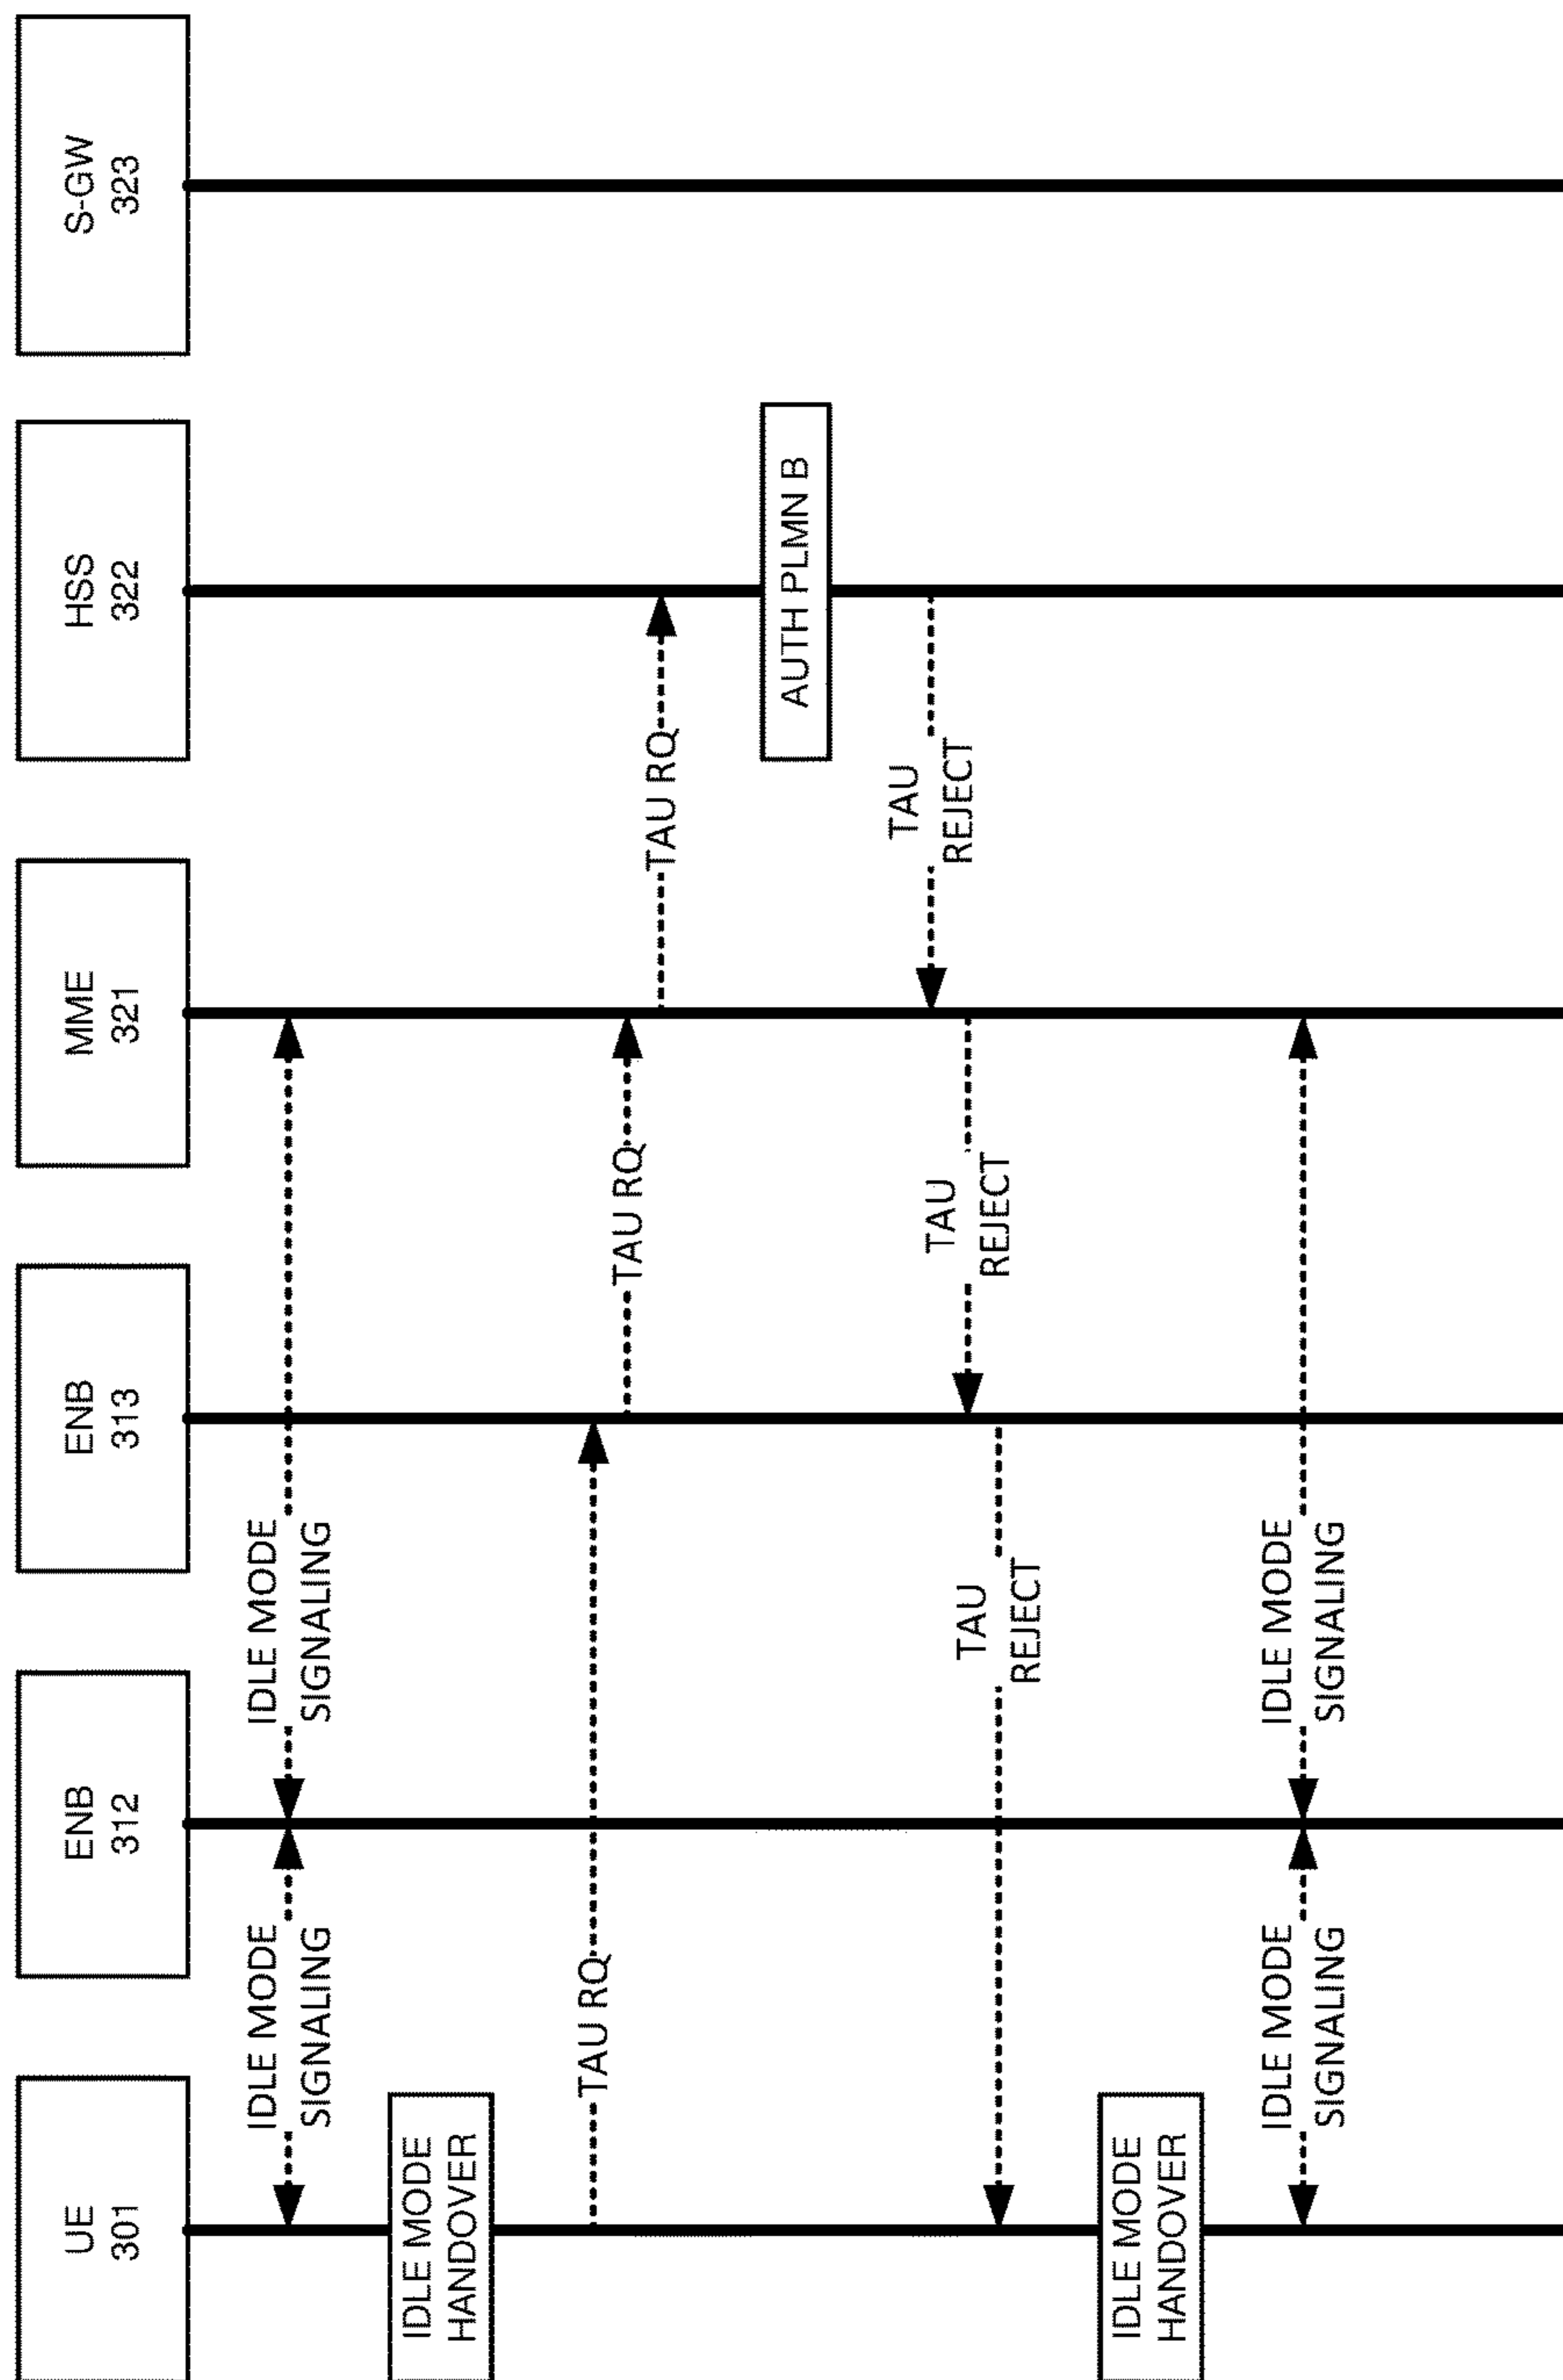 UE
301
ENB
312
ENB
313
MME
321
HSS
322
S-GW
323
IDLE MODE
SIGNALING
IDLE MODE
SIGNALING
IDLE MODE
HANDOVER
TAU RQ
TAU RQ
TAU RQ
AUTH PLMN B
TAU
REJECT
TAU
REJECT
TAU
REJECT
IDLE MODE
HANDOVER
IDLE MODE
SIGNALING
IDLE MODE
SIGNALING